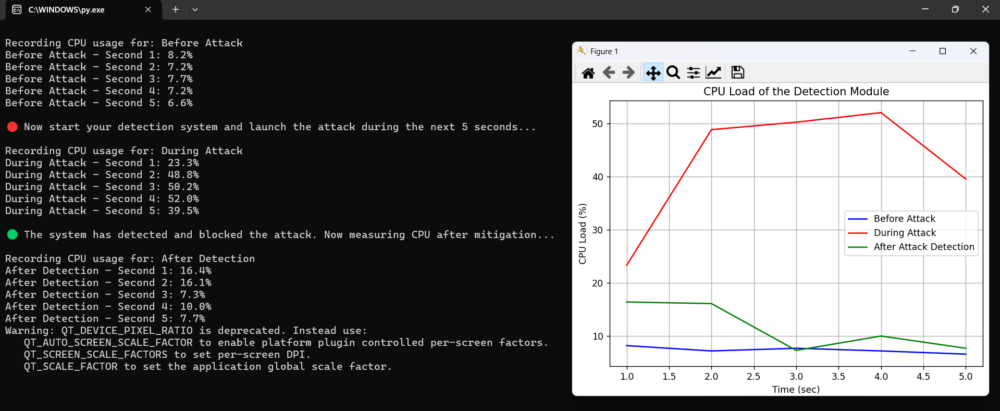 C:\WINDOWS\py.exe
Recording CPU usage for: Before Attack
Before Attack - Second 1: 8.2%
Before Attack - Second 2: 7.2%
Before Attack - Second 3: 7.7%
Before Attack - Second 4: 7.2%
Before Attack - Second 5: 6.6%
Now start your detection system and launch the attack during the next 5 seconds...
Recording CPU usage for: During Attack
During Attack - Second 1: 23.3%
During Attack - Second 2: 48.8%
During Attack - Second 3: 50.2%
During Attack - Second 4: 52.0%
During Attack - Second 5: 39.5%
The system has detected and blocked the attack. Now measuring CPU after mitigation...
Recording CPU usage for: After Detection
After Detection - Second 1: 16.4%
After Detection - Second 2: 16.1%
After Detection - Second 3: 7.3%
After Detection - Second 4: 10.0%
After Detection - Second 5: 7.7%
Warning: QT_DEVICE_PIXEL_RATIO is deprecated. Instead use:
QT_AUTO_SCREEN_SCALE_FACTOR to enable platform plugin controlled per-screen factors.
QT_SCREEN_SCALE_FACTORS to set per-screen DPI.
QT_SCALE_FACTOR to set the application global scale factor.
Figure 1
CPU Load of the Detection Module
CPU Load (%)
50
40
30
20
10
Before Attack
During Attack
After Attack Detection
1.0 1.5 2.0 2.5 3.0 3.5 4.0 4.5 5.0
Time (sec)